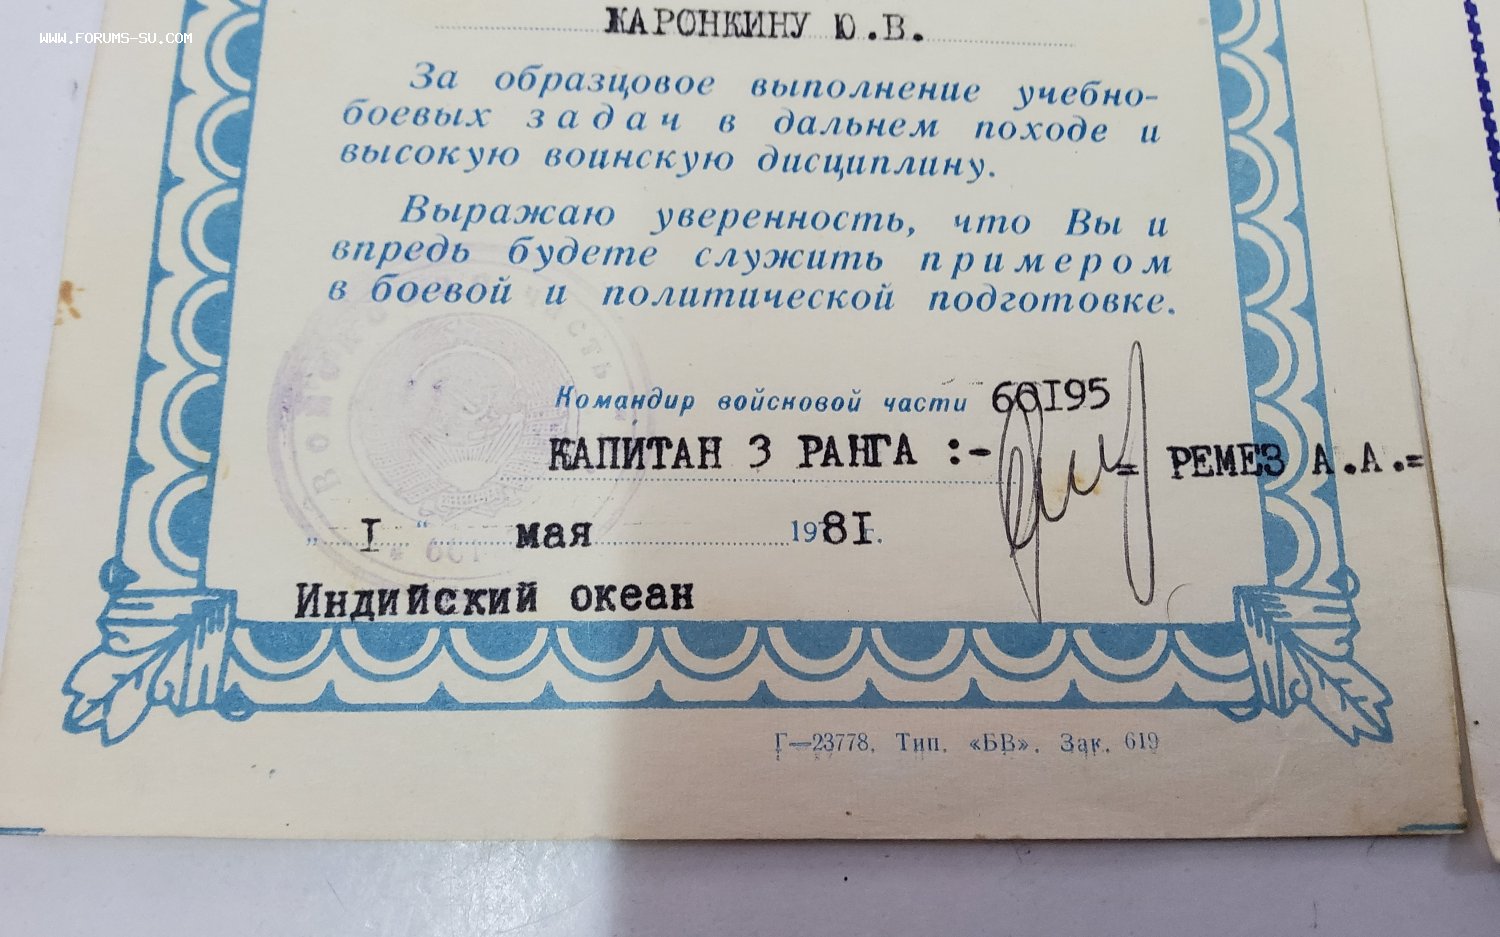 WWW.FORUMS-SU.COM
ЖАРОНКИНУ Ю.В.
За образцовое выполнение учебно-
боевых задач в дальнем походе и
высокую воинскую дисциплину.
Выражаю уверенность, что Вы и
впредь будете служить примером
в боевой и политической подготовке.
Командир войсковой части 60I95
КАПИТАН 3 РАНГА :- = РЕМЕЗ А.А.=
„ I “ мая 1981 г.
Индийский океан
Г—23778. Тип. «БВ». Зак. 619